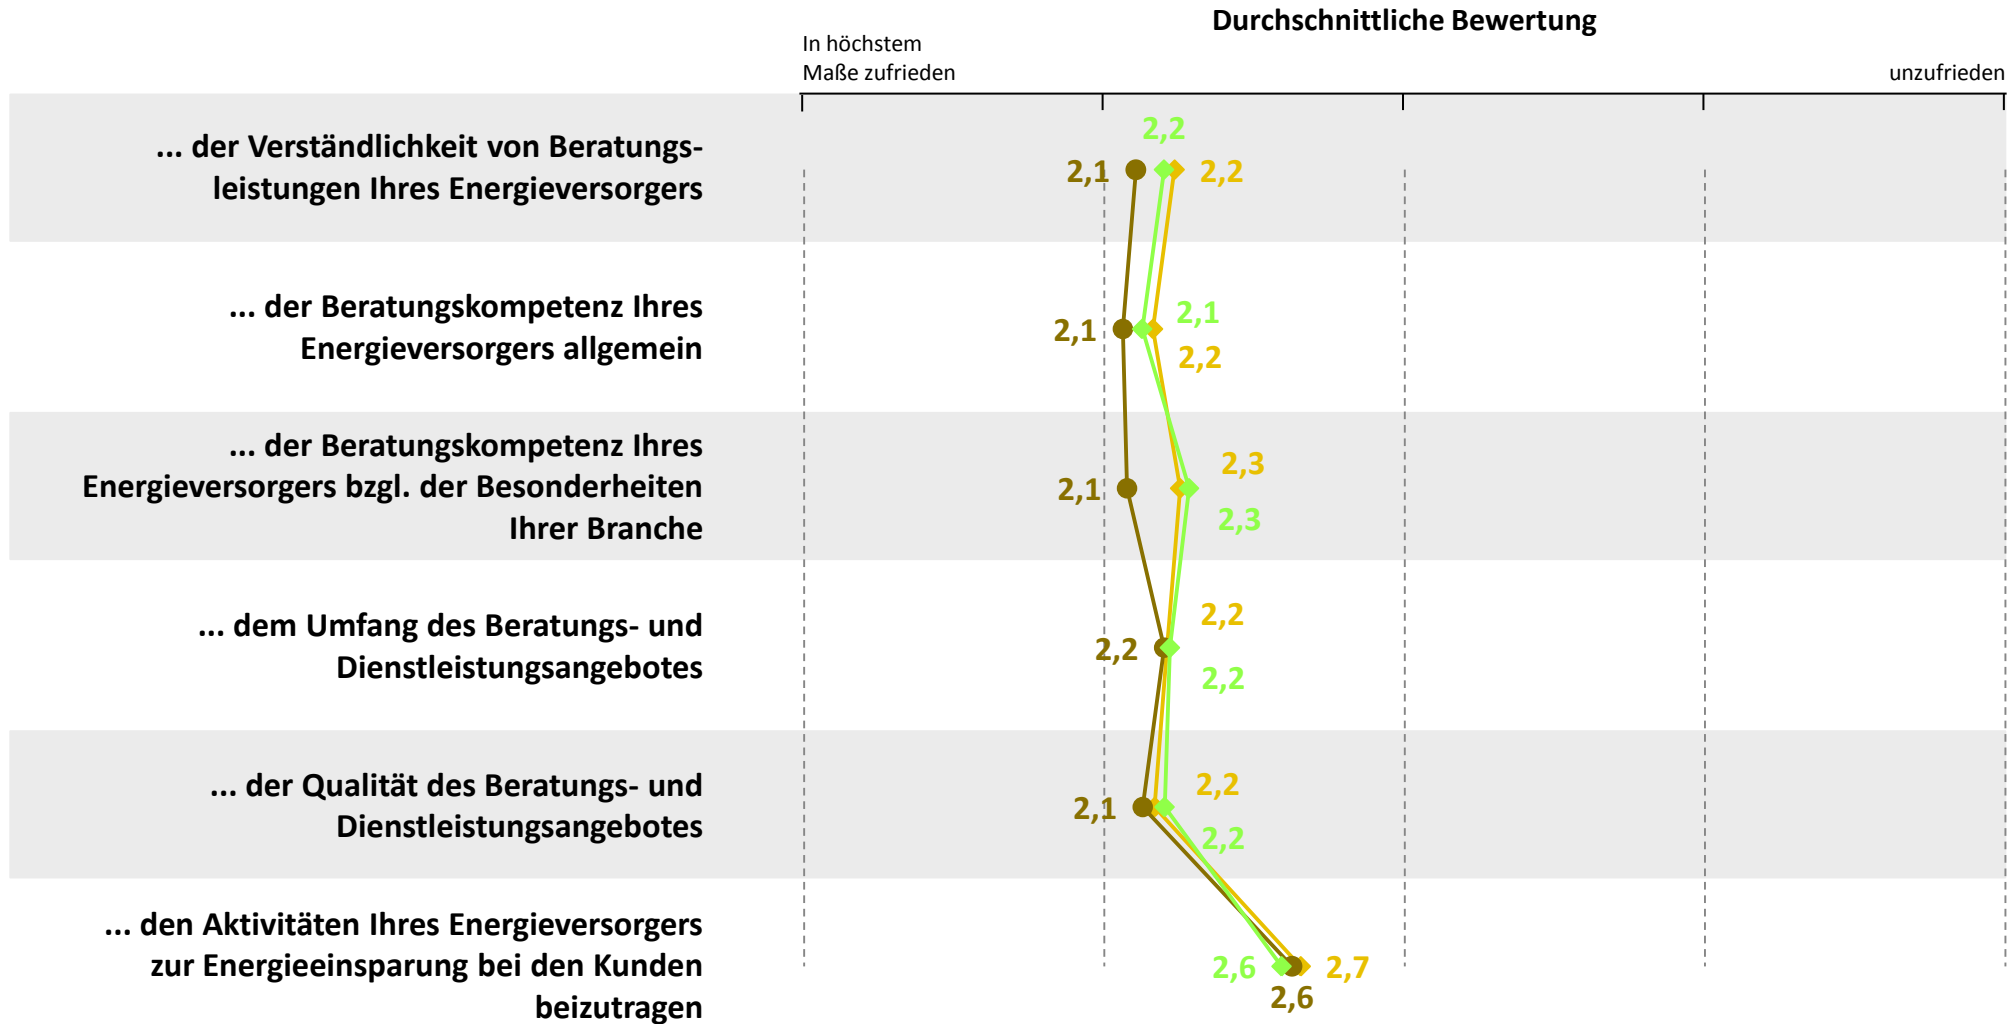 Durchschnittliche Bewertung
In höchstem
Maße zufrieden
unzufrieden
... der Verständlichkeit von Beratungs-
leistungen Ihres Energieversorgers
2,2
2,1
2,2
... der Beratungskompetenz Ihres
Energieversorgers allgemein
2,1
2,1
2,2
... der Beratungskompetenz Ihres
Energieversorgers bzgl. der Besonderheiten
Ihrer Branche
2,3
2,1
2,3
... dem Umfang des Beratungs- und
Dienstleistungsangebotes
2,2
2,2
2,2
... der Qualität des Beratungs- und
Dienstleistungsangebotes
2,2
2,1
2,2
... den Aktivitäten Ihres Energieversorgers
zur Energieeinsparung bei den Kunden
beizutragen
2,6
2,7
2,6